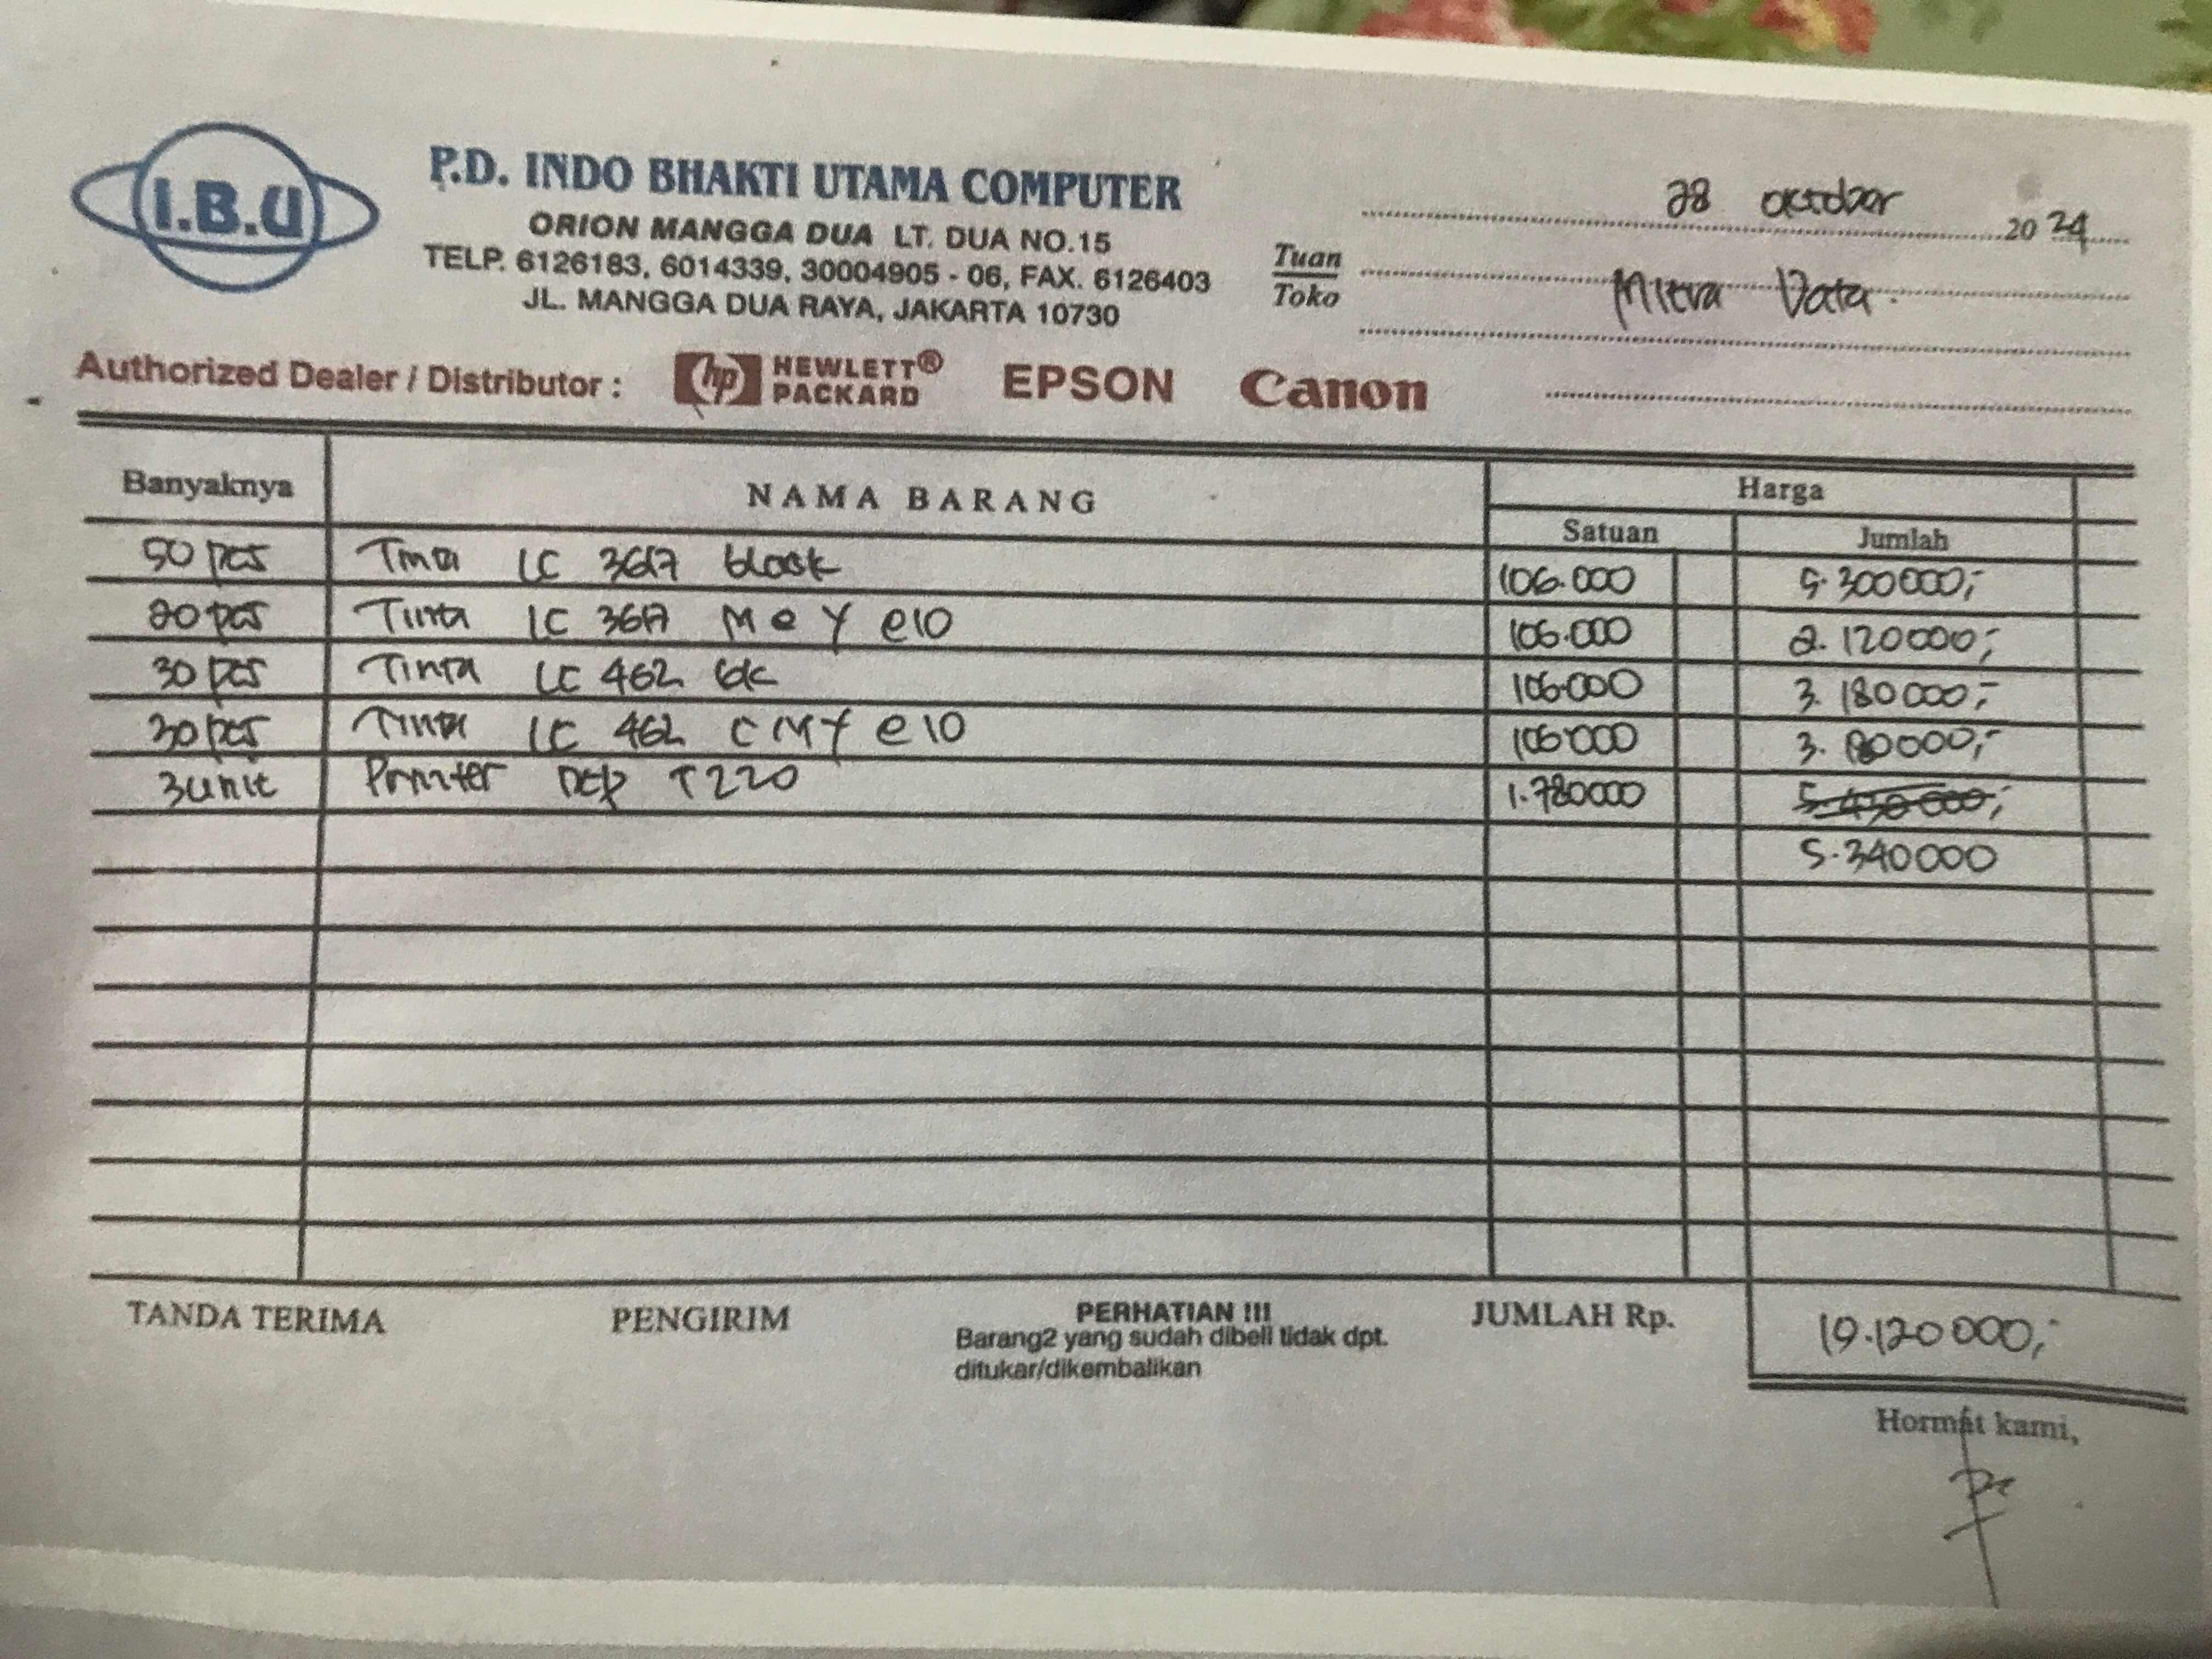 I.B.U
P.D. INDO BHAKTI UTAMA COMPUTER
ORION MANGGA DUA LT. DUA NO.15
TELP. 6126183, 6014339, 30004905 - 06, FAX. 6126403
JL. MANGGA DUA RAYA, JAKARTA 10730
28 october 2024
Tuan
Toko
Mitra Data.
Authorized Dealer / Distributor : hp HEWLETT® PACKARD EPSON Canon
Banyaknya NAMA BARANG Harga
Satuan Jumlah
50 pcs Tinta LC 3617 black 106.000 5.300000,-
20 pcs Tinta LC 3617 M e Y e10 106.000 2.120000,-
30 pcs Tinta LC 462 bk 106.000 3.180000,-
30 pcs Tinta LC 462 C M Y e10 106.000 3.180000,-
3 unit Printer Dcp T220 1.780000
5.340000
TANDA TERIMA PENGIRIM PERHATIAN !!! JUMLAH Rp. 19.120000,-
Barang2 yang sudah dibeli tidak dpt.
ditukar/dikembalikan
Hormat kami,